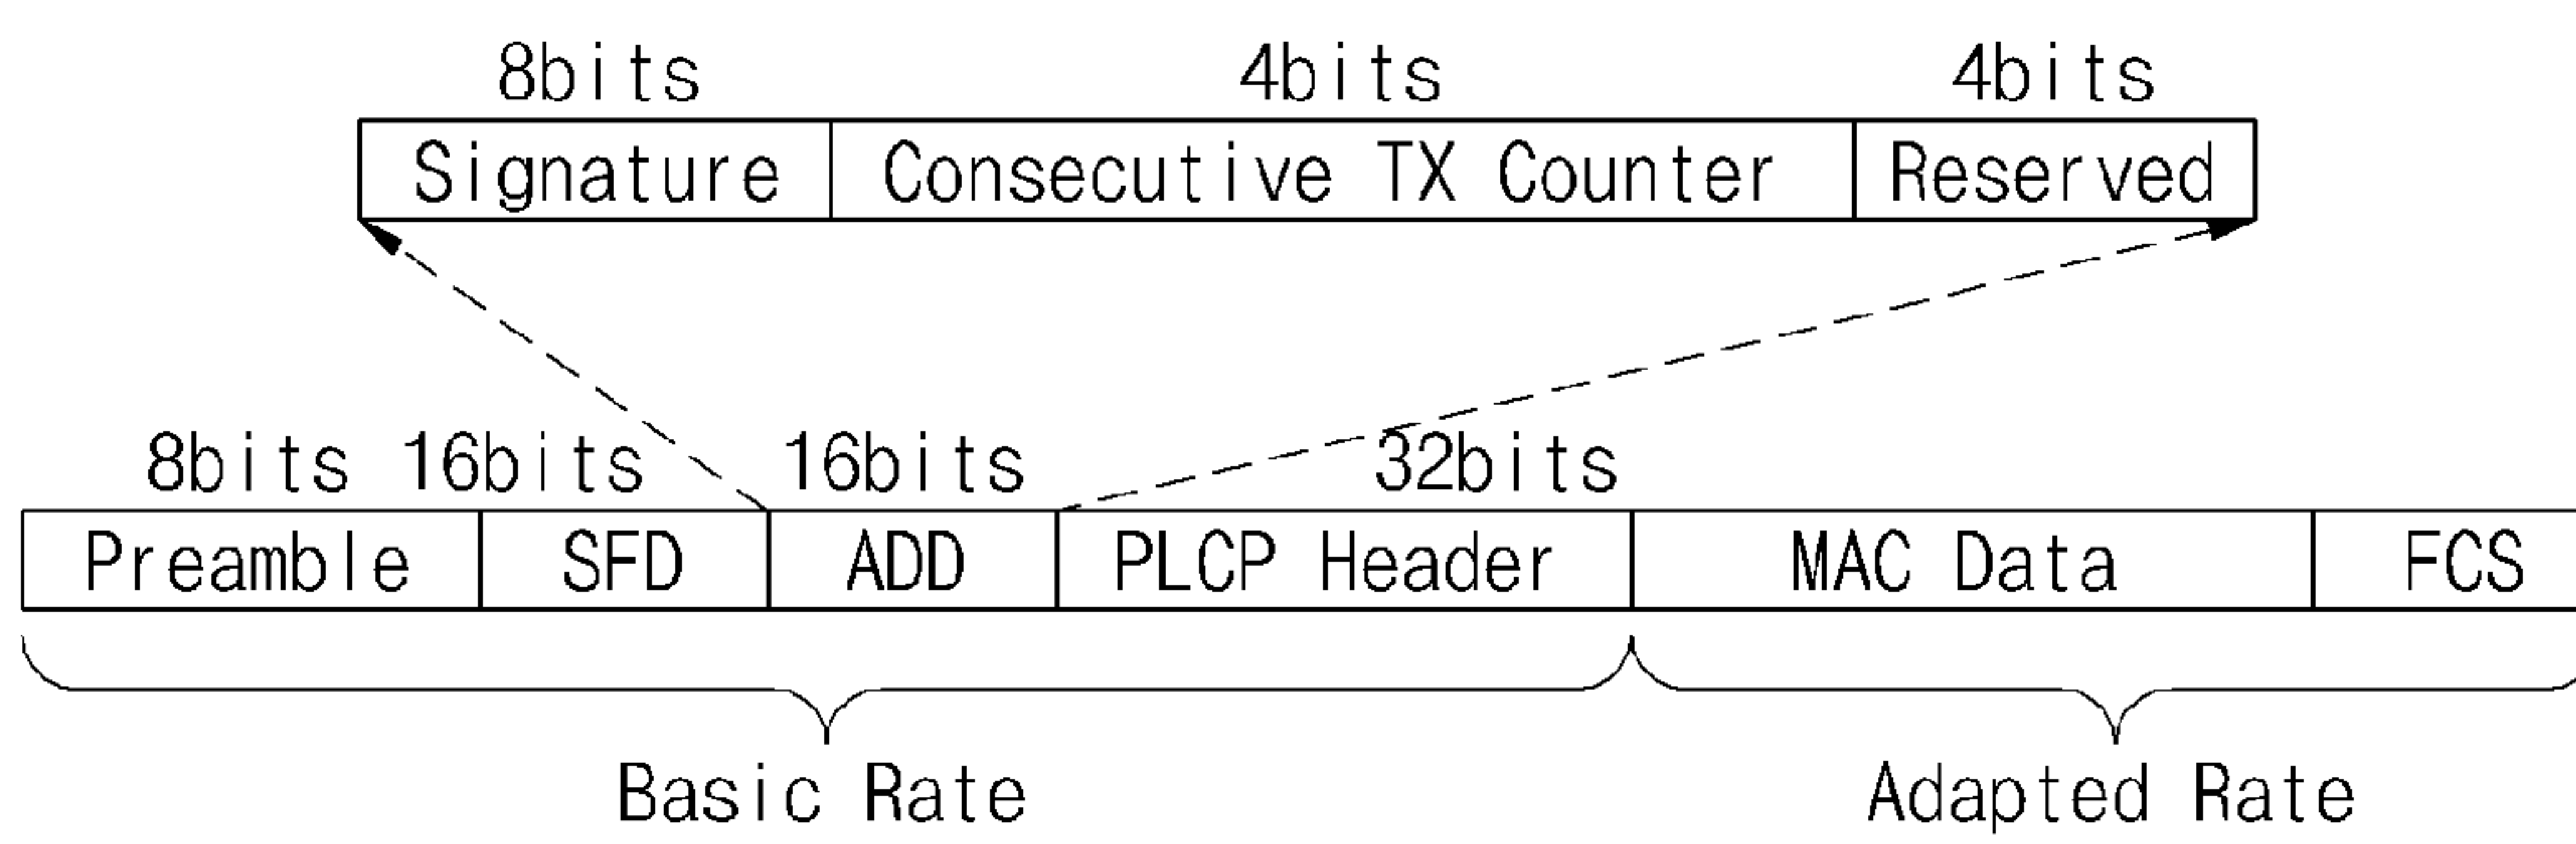 8bits 4bits 4bits
Signature Consecutive TX Counter Reserved
8bits 16bits 16bits 32bits
Preamble SFD ADD PLCP Header MAC Data FCS
Basic Rate Adapted Rate